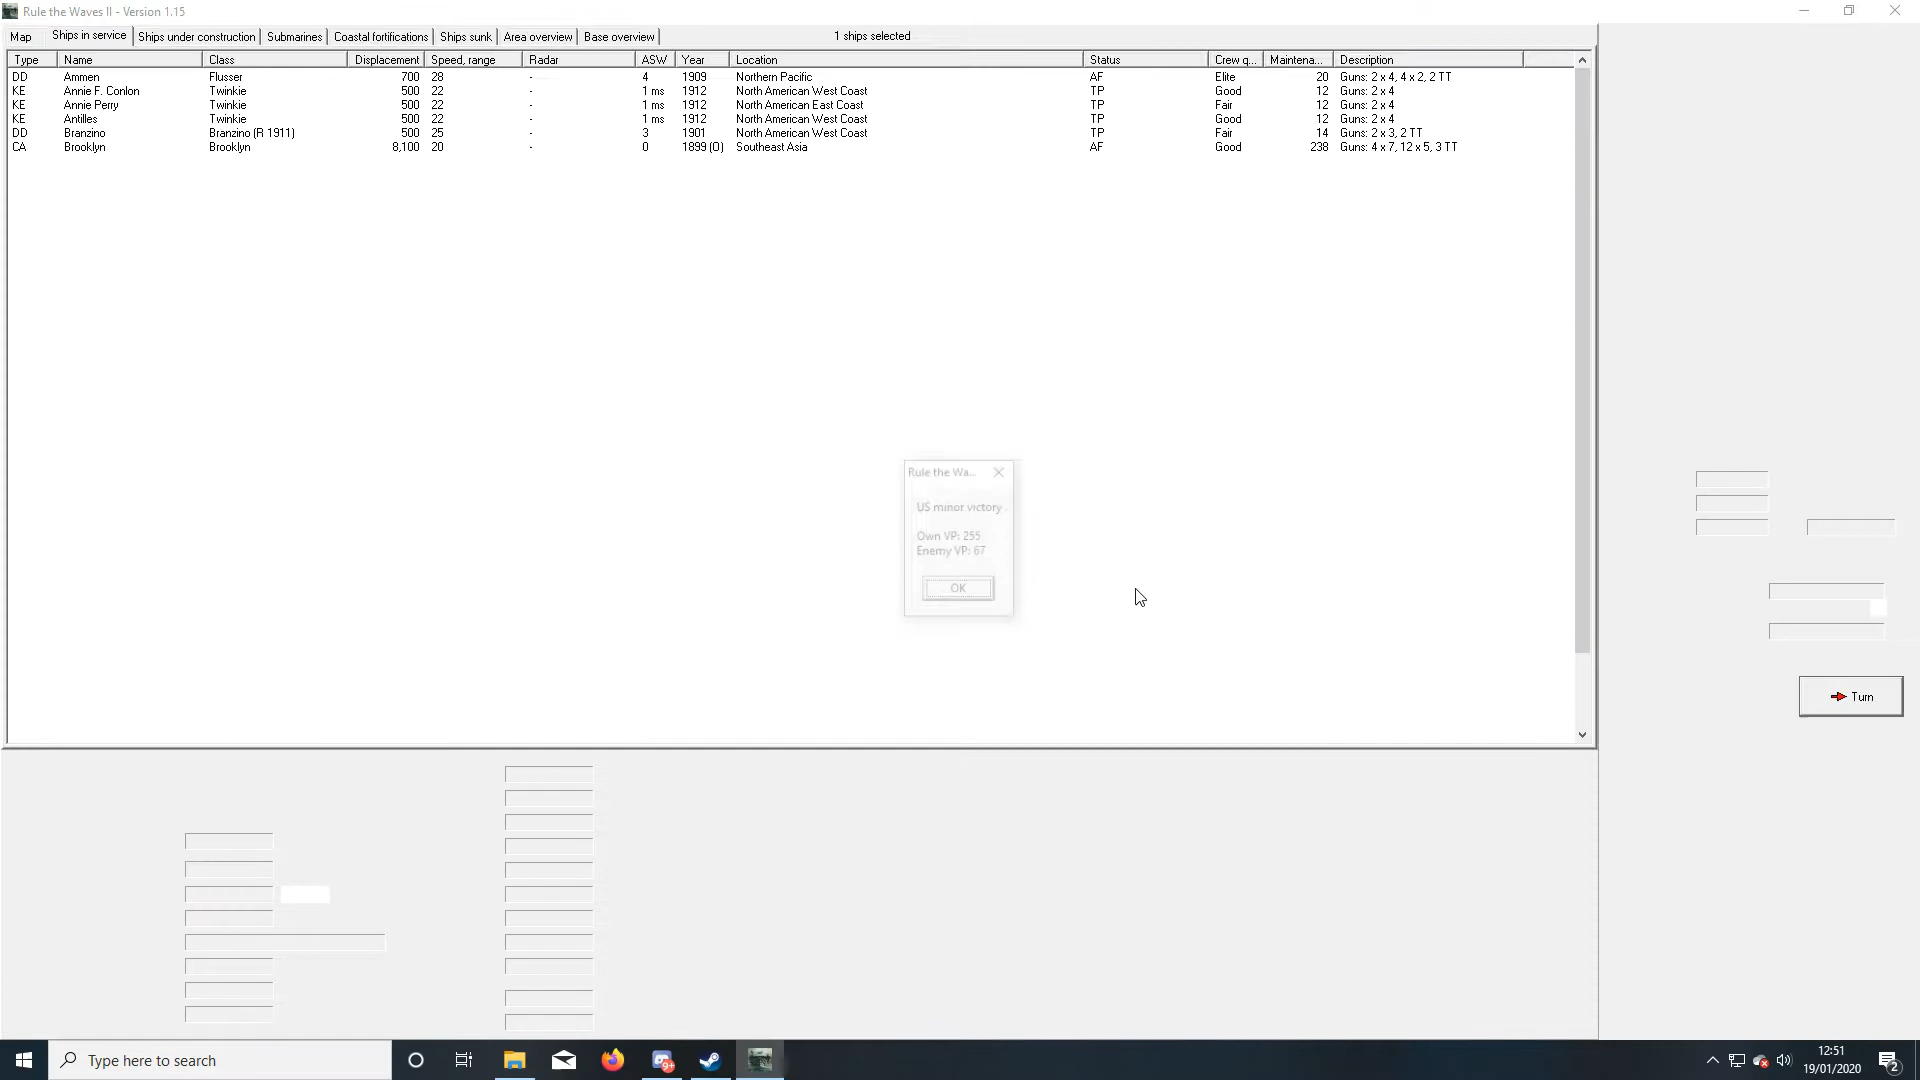 Rule the Waves II - Version 1.15
Map Ships in service Ships under construction Submarines Coastal fortifications Ships sunk Area overview Base overview 1 ships selected
Type Name Class Displacement Speed, range Radar ASW Year Location Status Crew q... Maintena... Description
DD Ammen Flusser 700 28 - 4 1909 Northern Pacific AF Elite 20 Guns: 2 x 4, 4 x 2, 2 TT
KE Annie F. Conlon Twinkie 500 22 - 1 ms 1912 North American West Coast TP Good 12 Guns: 2 x 4
KE Annie Perry Twinkie 500 22 - 1 ms 1912 North American East Coast TP Fair 12 Guns: 2 x 4
KE Antilles Twinkie 500 22 - 1 ms 1912 North American West Coast TP Good 12 Guns: 2 x 4
DD Branzino Branzino (R 1911) 500 25 - 3 1901 North American West Coast TP Fair 14 Guns: 2 x 3, 2 TT
CA Brooklyn Brooklyn 8,100 20 - 0 1899 (O) Southeast Asia AF Good 238 Guns: 4 x 7, 12 x 5, 3 TT
Rule the Wa...
US minor victory
Own VP: 255
Enemy VP: 67
OK
Turn
Type here to search
9+
12:51
19/01/2020
2